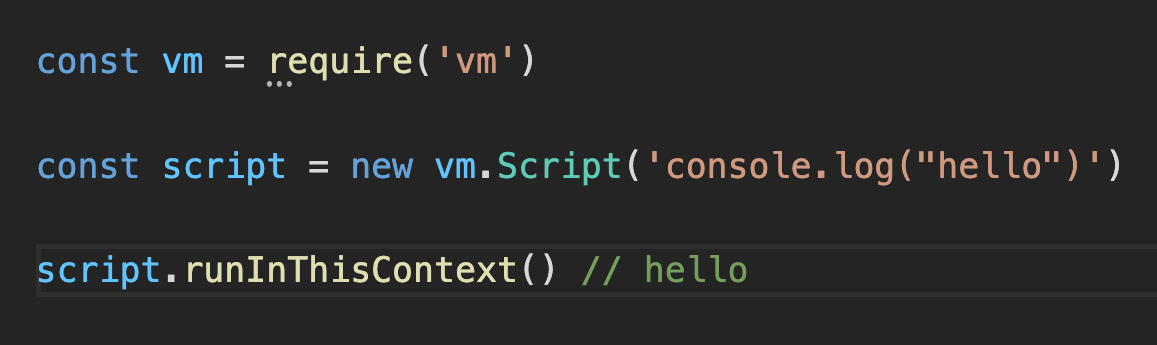 const vm = require('vm')
const script = new vm.Script('console.log("hello")')
script.runInThisContext() // hello